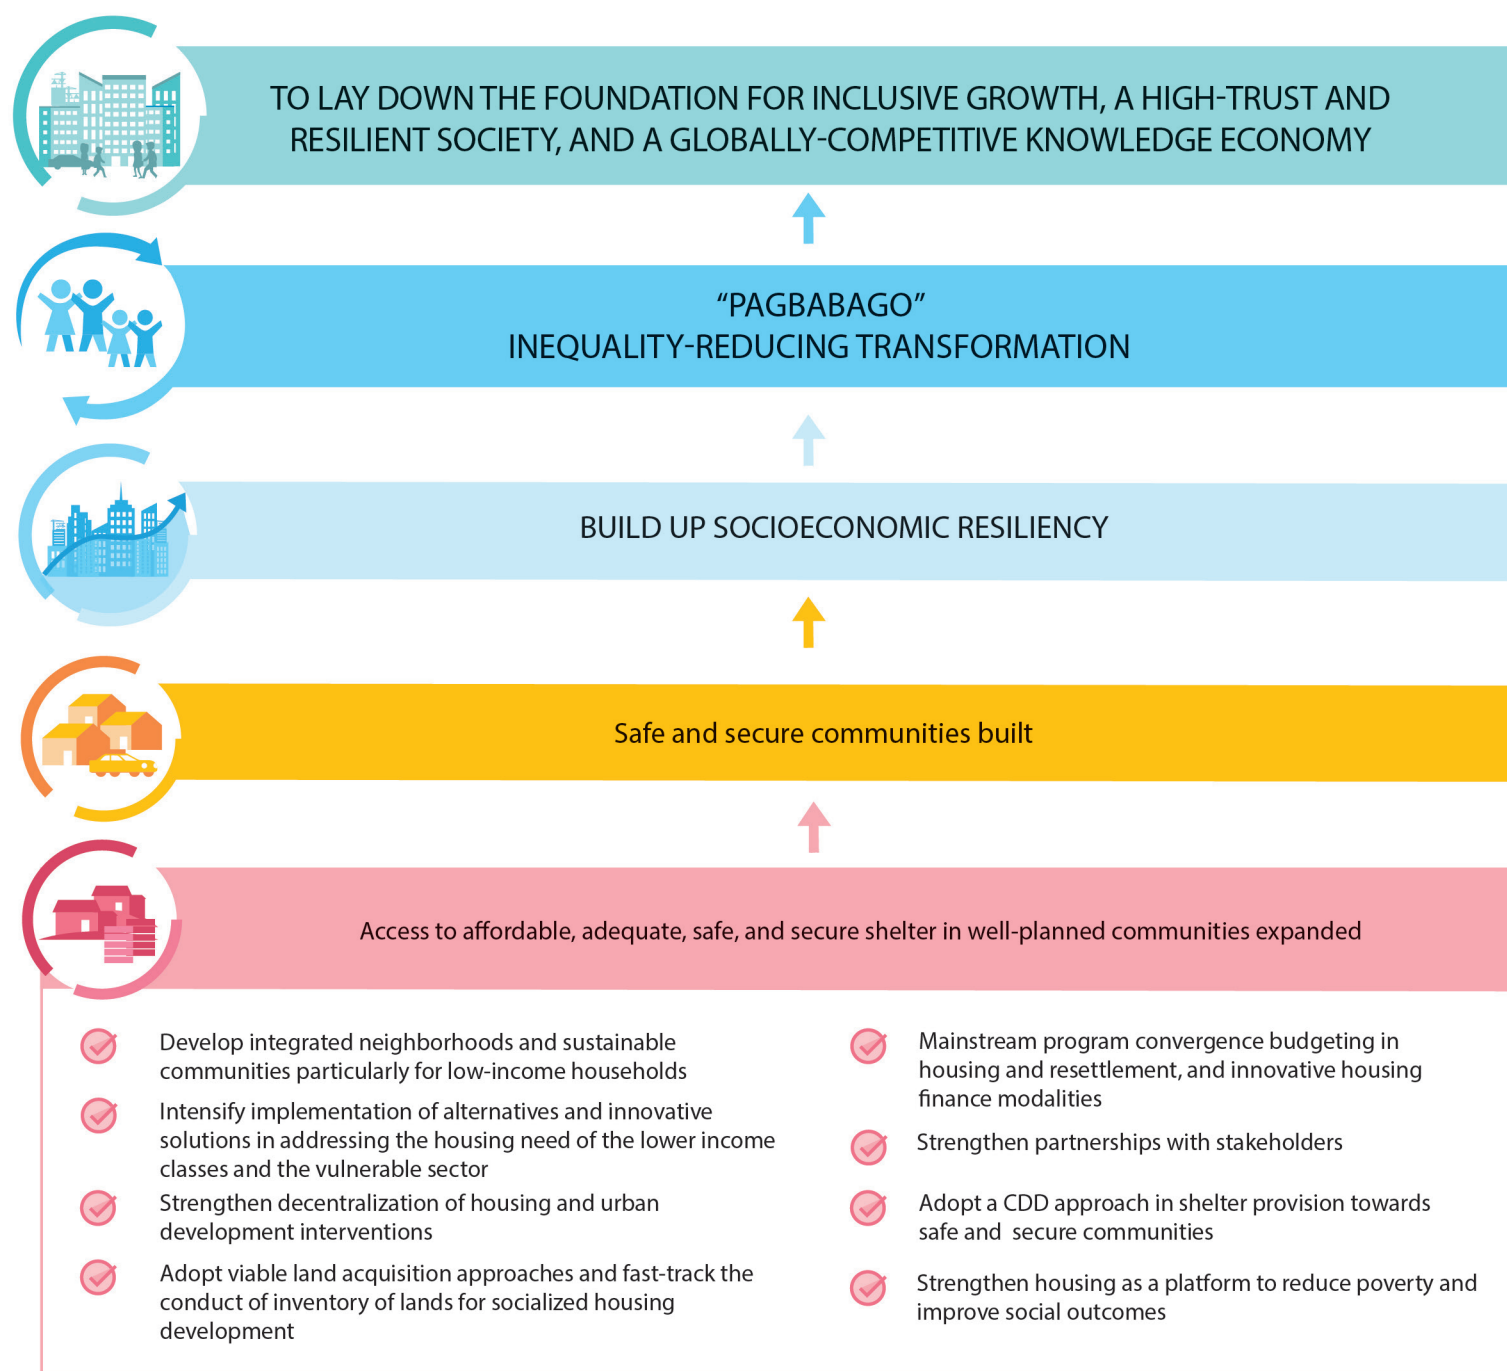 TO LAY DOWN THE FOUNDATION FOR INCLUSIVE GROWTH, A HIGH-TRUST AND
RESILIENT SOCIETY, AND A GLOBALLY-COMPETITIVE KNOWLEDGE ECONOMY
“PAGBABAGO”
INEQUALITY-REDUCING TRANSFORMATION
BUILD UP SOCIOECONOMIC RESILIENCY
Safe and secure communities built
Access to affordable, adequate, safe, and secure shelter in well-planned communities expanded
Develop integrated neighborhoods and sustainable
communities particularly for low-income households
Intensify implementation of alternatives and innovative
solutions in addressing the housing need of the lower income
classes and the vulnerable sector
Strengthen decentralization of housing and urban
development interventions
Adopt viable land acquisition approaches and fast-track the
conduct of inventory of lands for socialized housing
development
Mainstream program convergence budgeting in
housing and resettlement, and innovative housing
finance modalities
Strengthen partnerships with stakeholders
Adopt a CDD approach in shelter provision towards
safe and secure communities
Strengthen housing as a platform to reduce poverty and
improve social outcomes